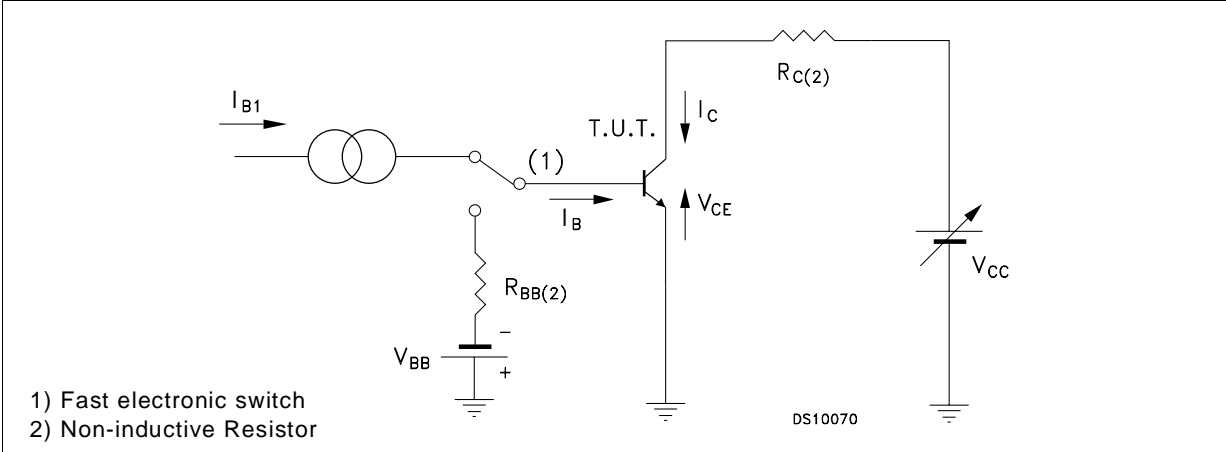 I_B1
(1)
I_B
T.U.T.
I_C
V_CE
R_C(2)
V_CC
R_BB(2)
V_BB
−
+
1) Fast electronic switch
2) Non-inductive Resistor
DS10070